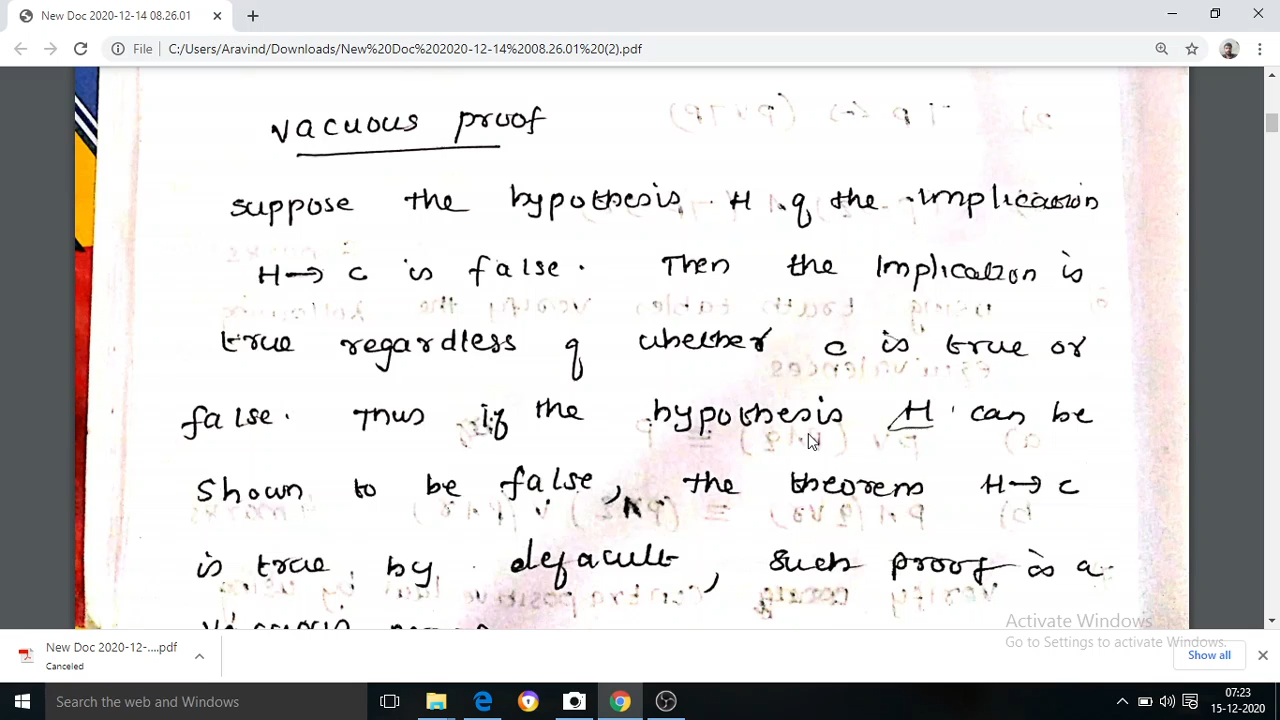 New Doc 2020-12-14 08.26.01
File
C:/Users/Aravind/Downloads/New%20Doc%202020-12-14%2008.26.01%20(2).pdf
vacuous proof
suppose the hypothesis H of the implication
H→ c is false. Then the implication is
true regardless of whether c is true or
false. Thus if the hypothesis H can be
shown to be false, the theorem H→ c
is true by defacult, such proof is a
vacuous proof
Activate Windows
Go to Settings to activate Windows.
New Doc 2020-12-....pdf
Canceled
Show all
Search the web and Windows
07:23
15-12-2020